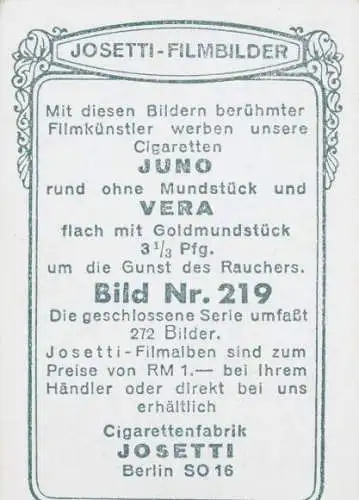 JOSETTI-FILMBILDER
Mit diesen Bildern berühmter
Filmkünstler werben unsere
Cigaretten
JUNO
rund ohne Mundstück und
VERA
flach mit Goldmundstück
3 1/3 Pfg.
um die Gunst des Rauchers.
Bild Nr. 219
Die geschlossene Serie umfaßt
272 Bilder.
Josetti-Filmalben sind zum
Preise von RM 1.— bei Ihrem
Händler oder direkt bei uns
erhältlich
Cigarettenfabrik
JOSETTI
Berlin SO 16